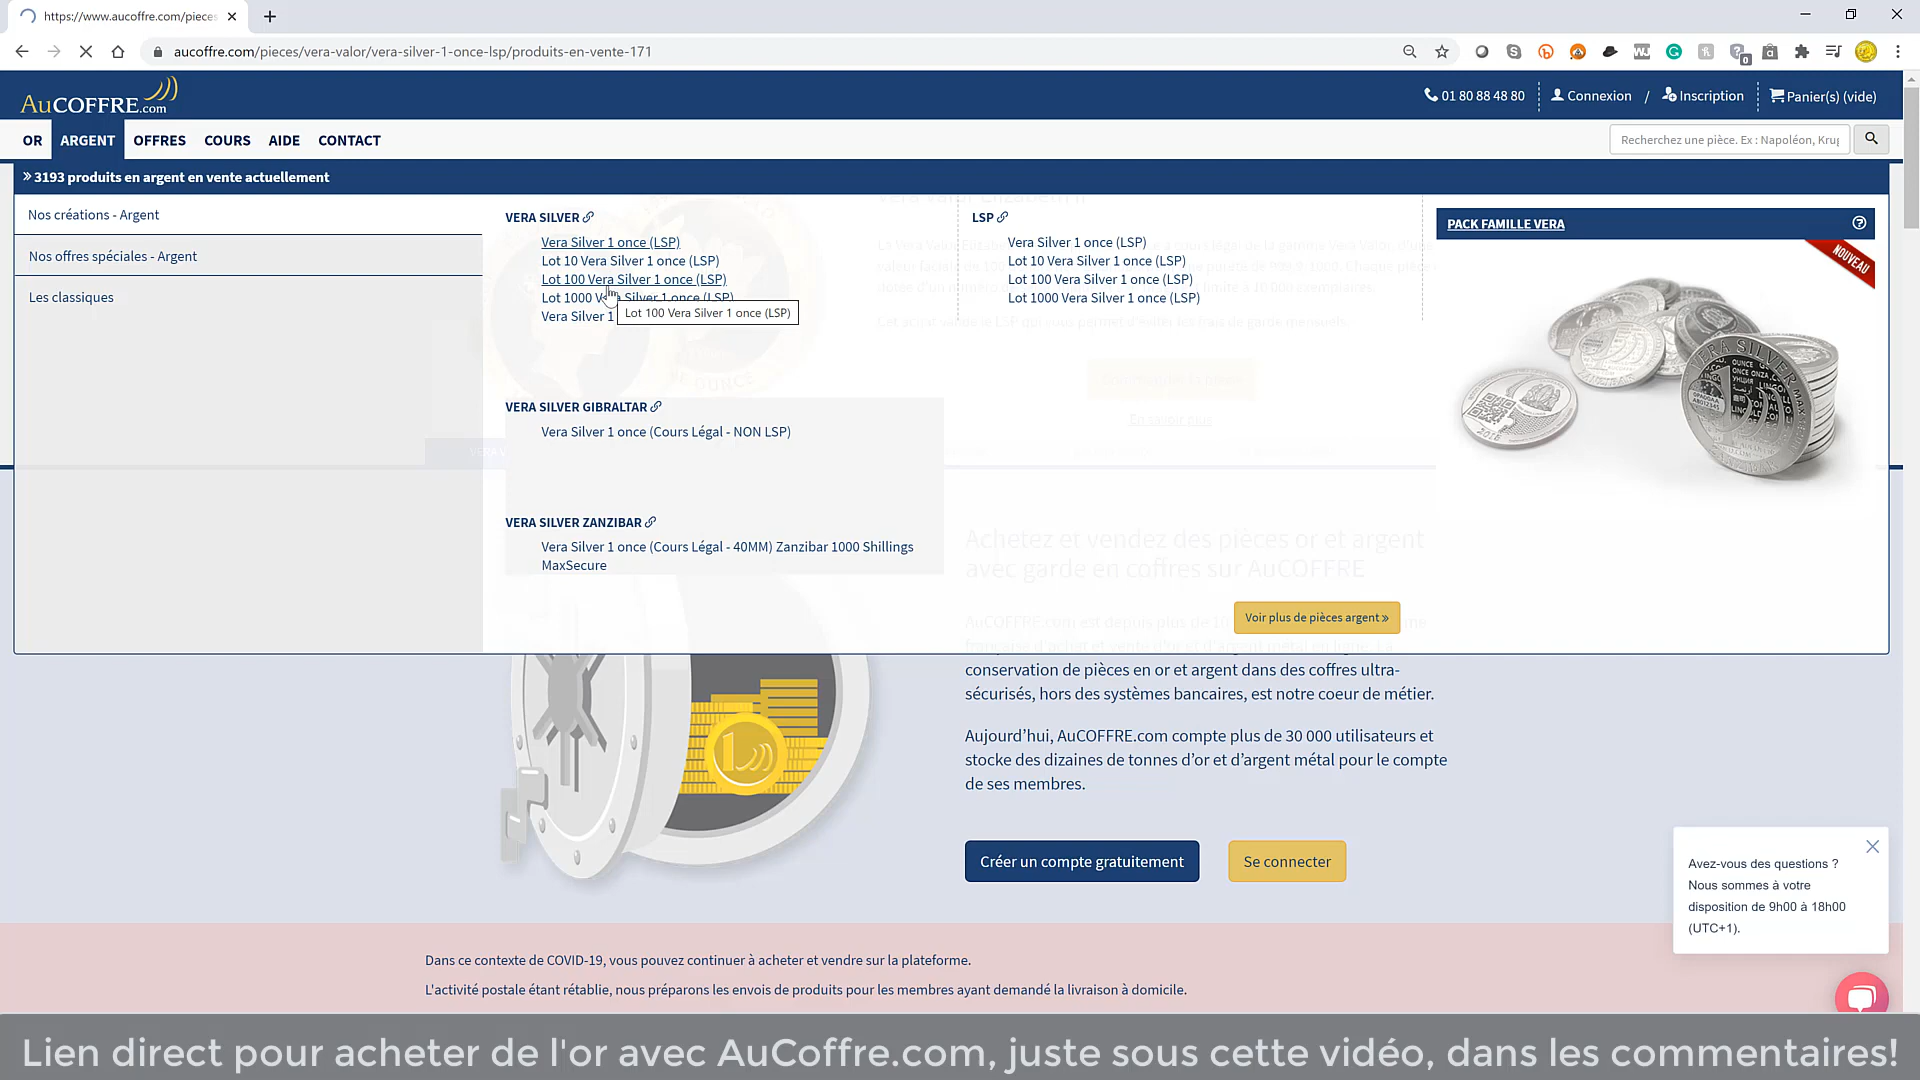 https://www.aucoffre.com/pieces
aucoffre.com/pieces/vera-valor/vera-silver-1-once-lsp/produits-en-vente-171
AuCOFFRE.com
01 80 88 48 80
Connexion / Inscription
Panier(s) (vide)
OR ARGENT OFFRES COURS AIDE CONTACT
Recherchez une pièce. Ex : Napoléon, Krug
» 3193 produits en argent en vente actuellement
Nos créations - Argent
Nos offres spéciales - Argent
Les classiques
VERA SILVER
Vera Silver 1 once (LSP)
Lot 10 Vera Silver 1 once (LSP)
Lot 100 Vera Silver 1 once (LSP)
Lot 1000 Vera Silver 1 once (LSP)
Vera Silver 1
Lot 100 Vera Silver 1 once (LSP)
VERA SILVER GIBRALTAR
Vera Silver 1 once (Cours Légal - NON LSP)
VERA SILVER ZANZIBAR
Vera Silver 1 once (Cours Légal - 40MM) Zanzibar 1000 Shillings
MaxSecure
LSP
Vera Silver 1 once (LSP)
Lot 10 Vera Silver 1 once (LSP)
Lot 100 Vera Silver 1 once (LSP)
Lot 1000 Vera Silver 1 once (LSP)
PACK FAMILLE VERA
NOUVEAU
VERA SILVER
En savoir plus
Voir plus de pièces argent »
Achetez et vendez des pièces or et argent
avec garde en coffres sur AuCOFFRE
AuCOFFRE.com est depuis plus de 10
conservation de pièces en or et argent dans des coffres ultra-
sécurisés, hors des systèmes bancaires, est notre coeur de métier.
Aujourd’hui, AuCOFFRE.com compte plus de 30 000 utilisateurs et
stocke des dizaines de tonnes d’or et d’argent métal pour le compte
de ses membres.
Créer un compte gratuitement
Se connecter
Avez-vous des questions ?
Nous sommes à votre
disposition de 9h00 à 18h00
(UTC+1).
Dans ce contexte de COVID-19, vous pouvez continuer à acheter et vendre sur la plateforme.
L'activité postale étant rétablie, nous préparons les envois de produits pour les membres ayant demandé la livraison à domicile.
Lien direct pour acheter de l'or avec AuCoffre.com, juste sous cette vidéo, dans les commentaires!